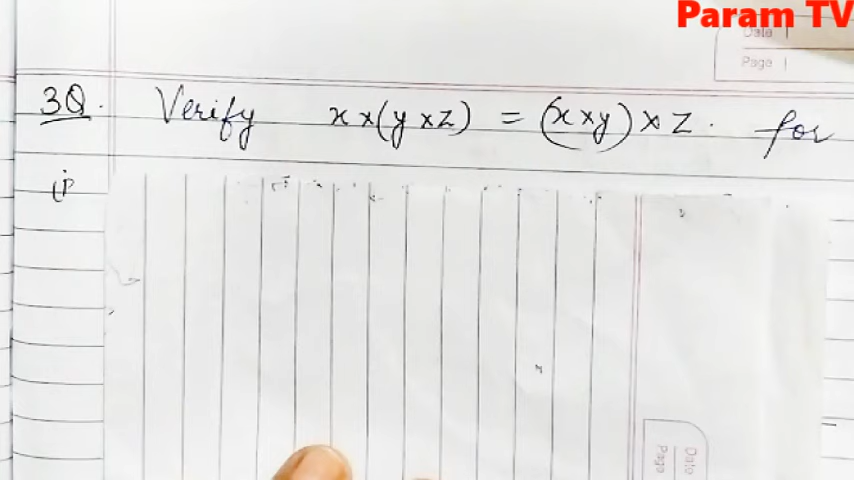 Param TV
Date
Page
3Q. Verify x×(y×z) = (x×y)×z. for
(i)
Date
Page